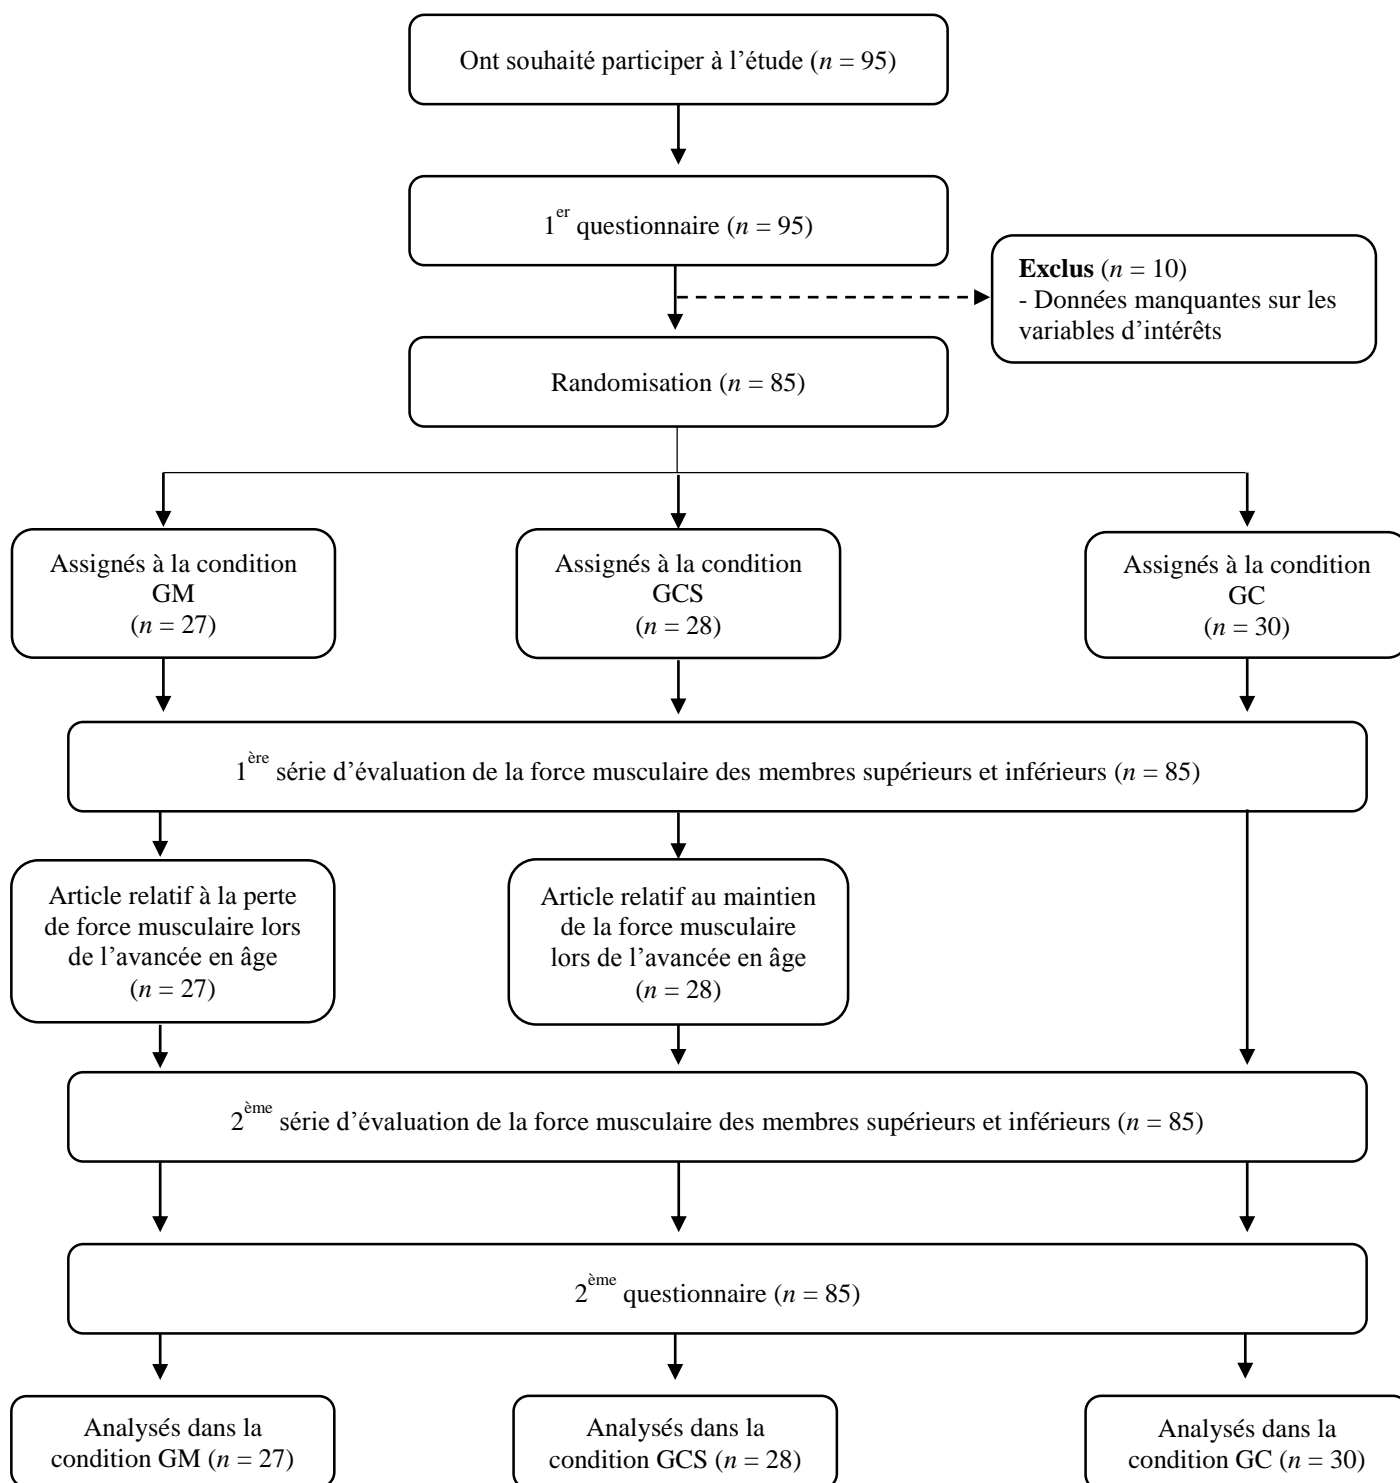 Ont souhaité participer à l’étude (n = 95)
1er questionnaire (n = 95)
Exclus (n = 10)
- Données manquantes sur les
variables d’intérêts
Randomisation (n = 85)
Assignés à la condition
GM
(n = 27)
Assignés à la condition
GCS
(n = 28)
Assignés à la condition
GC
(n = 30)
1ère série d’évaluation de la force musculaire des membres supérieurs et inférieurs (n = 85)
Article relatif à la perte
de force musculaire lors
de l’avancée en âge
(n = 27)
Article relatif au maintien
de la force musculaire
lors de l’avancée en âge
(n = 28)
2ème série d’évaluation de la force musculaire des membres supérieurs et inférieurs (n = 85)
2ème questionnaire (n = 85)
Analysés dans la
condition GM (n = 27)
Analysés dans la
condition GCS (n = 28)
Analysés dans la
condition GC (n = 30)